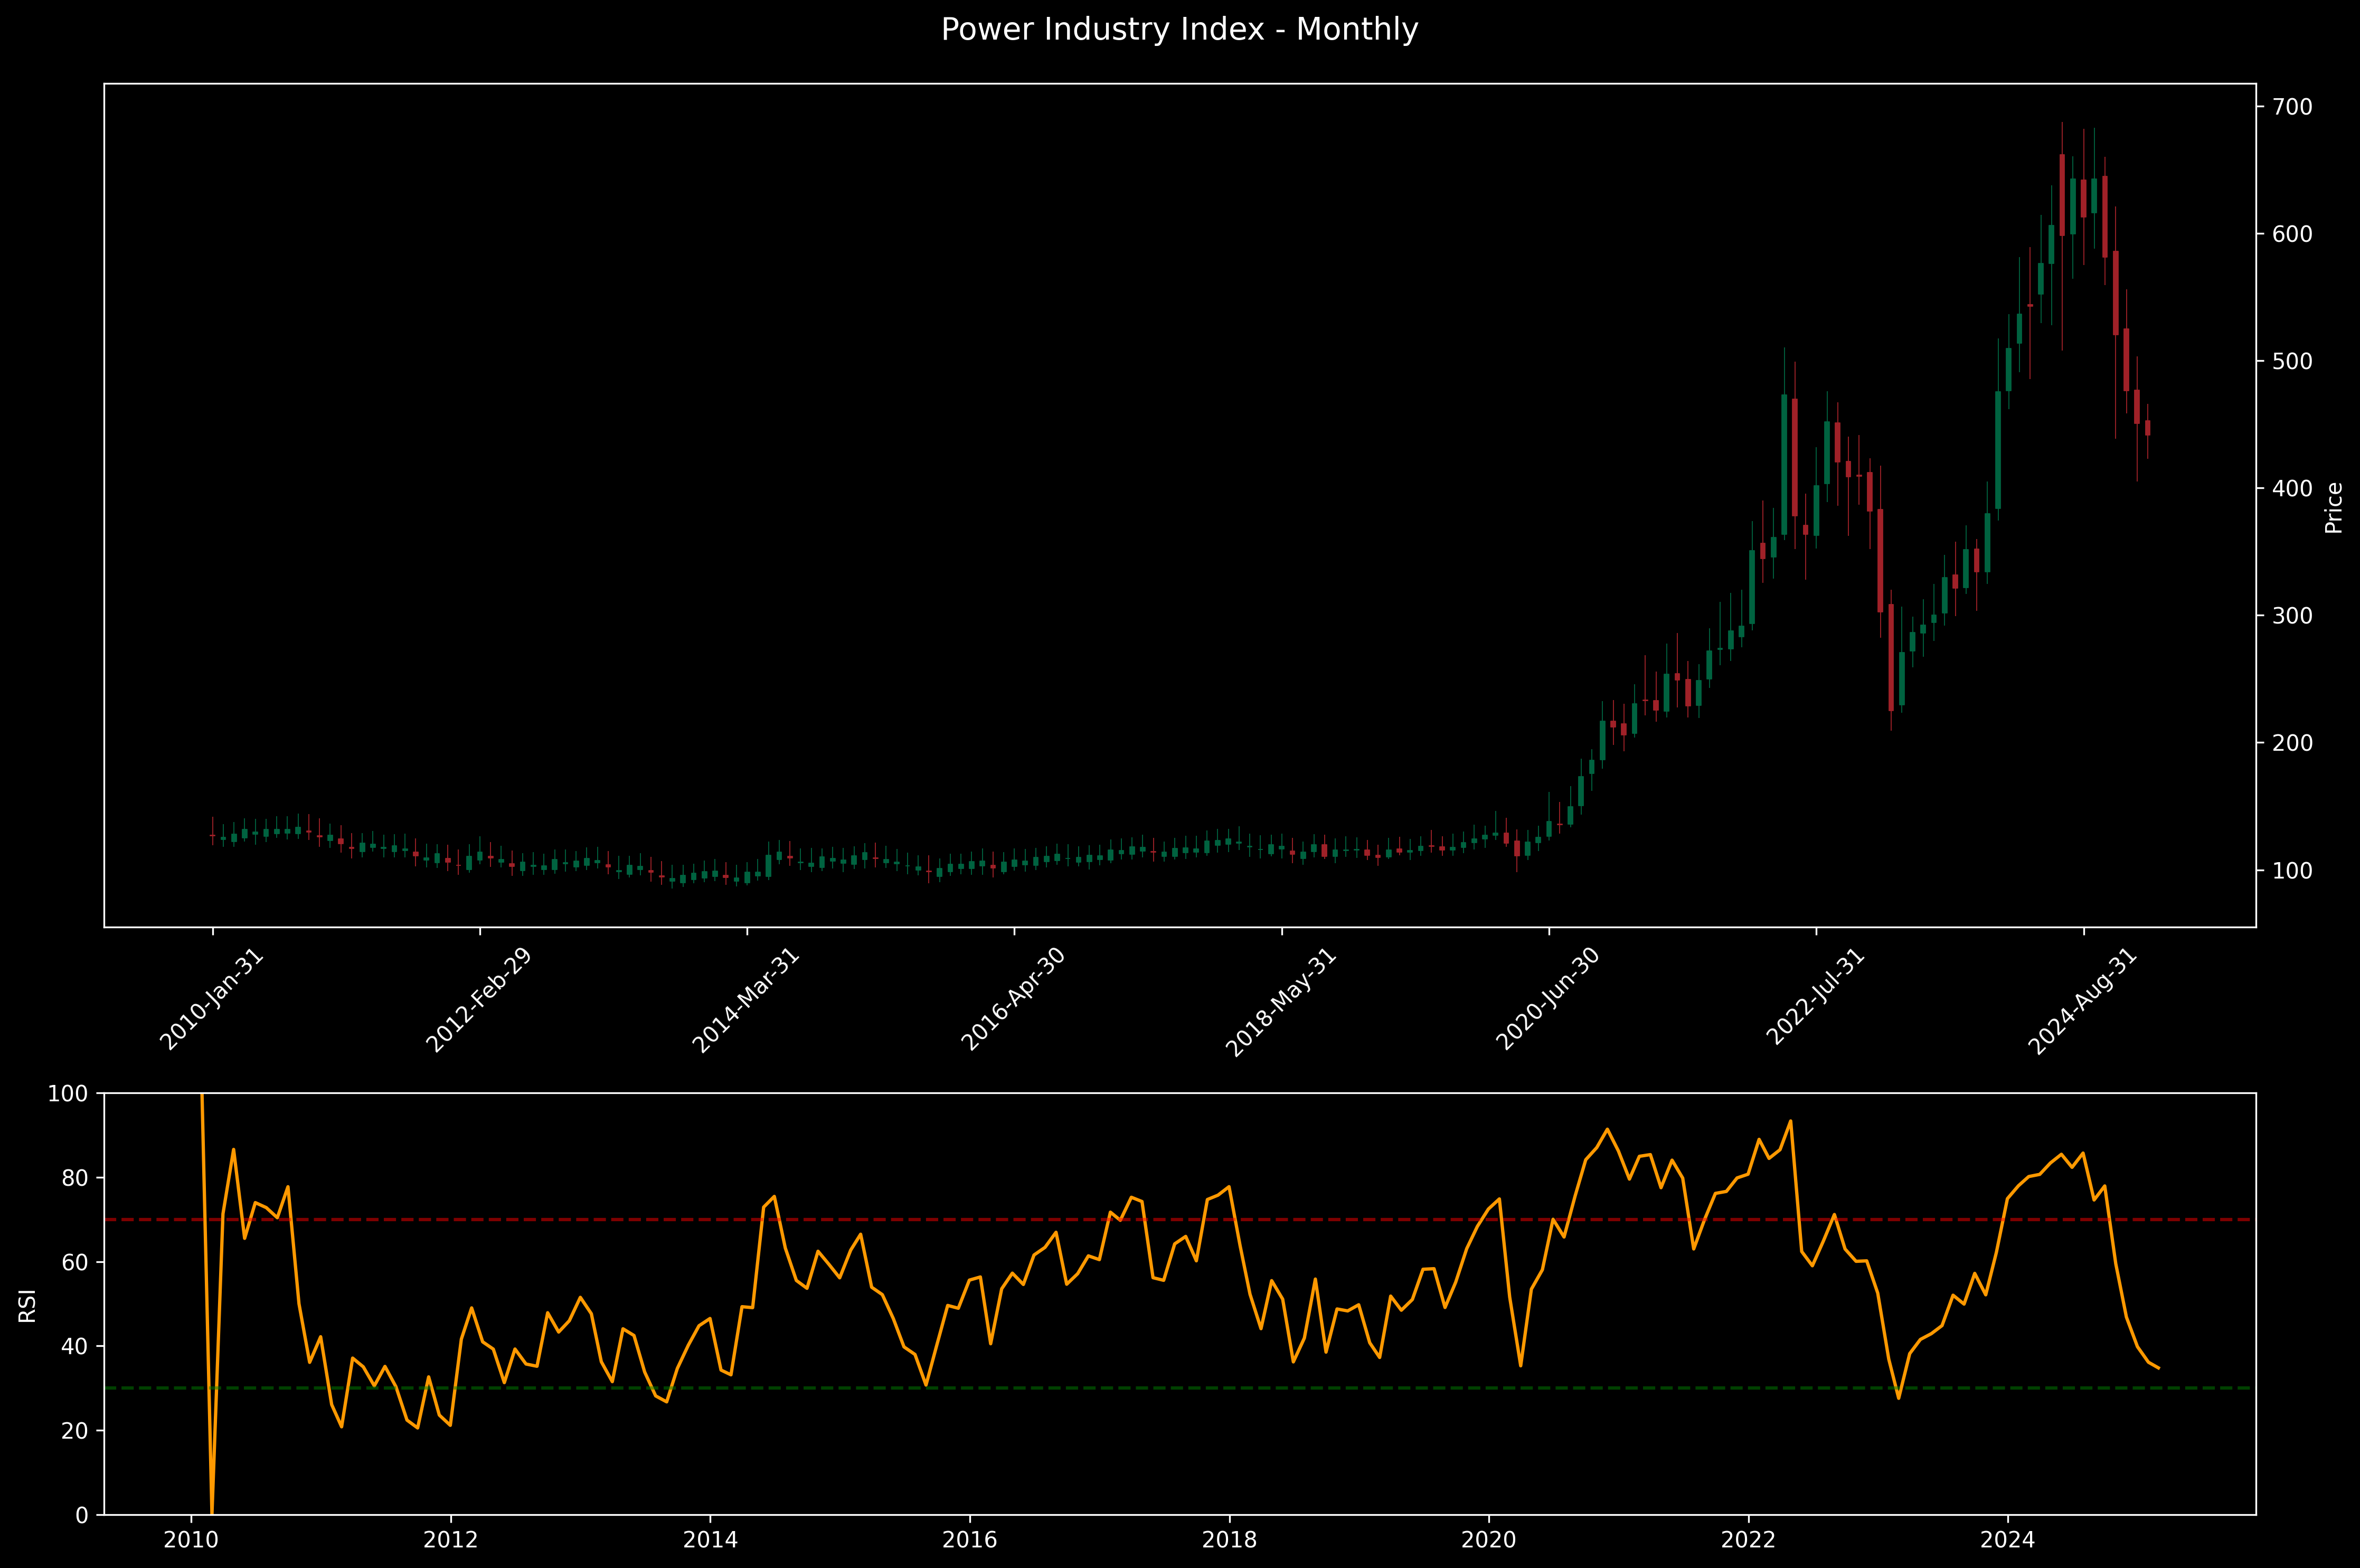 Power Industry Index - Monthly
700
600
500
400
300
200
100
Price
2010-Jan-31
2012-Feb-29
2014-Mar-31
2016-Apr-30
2018-May-31
2020-Jun-30
2022-Jul-31
2024-Aug-31
100
80
60
40
20
0
RSI
2010
2012
2014
2016
2018
2020
2022
2024